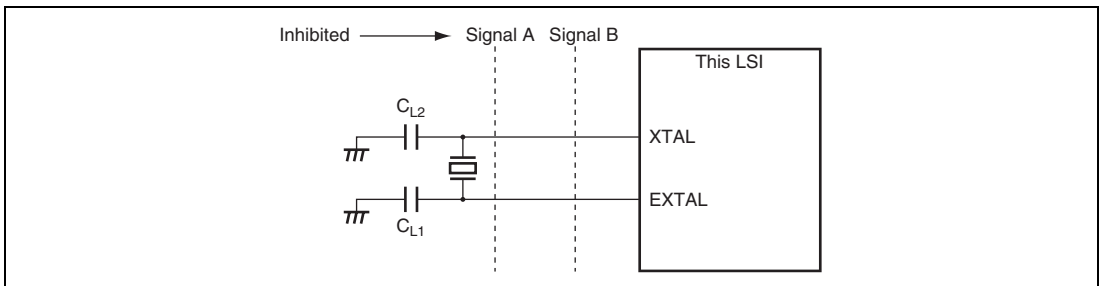 Inhibited Signal A Signal B
This LSI
CL2
XTAL
EXTAL
CL1